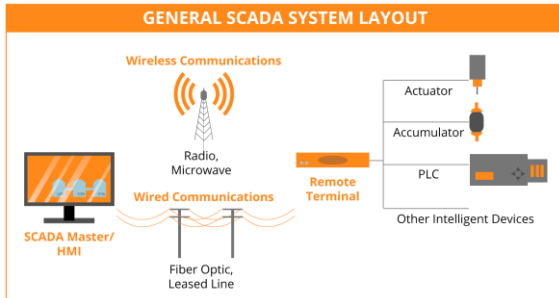 GENERAL SCADA SYSTEM LAYOUT
Wireless Communications
Radio,
Microwave
Wired Communications
Fiber Optic,
Leased Line
SCADA Master/
HMI
Remote
Terminal
Actuator
Accumulator
PLC
Other Intelligent Devices